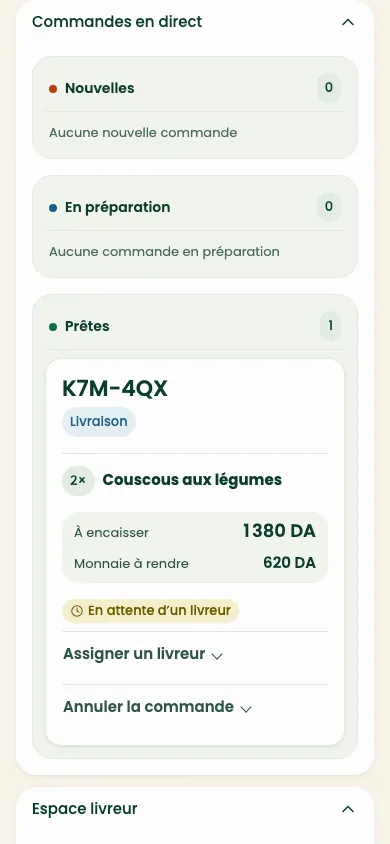 Commandes en direct
Nouvelles 0
Aucune nouvelle commande
En préparation 0
Aucune commande en préparation
Prêtes 1
K7M-4QX
Livraison
2× Couscous aux légumes
À encaisser 1 380 DA
Monnaie à rendre 620 DA
En attente d’un livreur
Assigner un livreur
Annuler la commande
Espace livreur